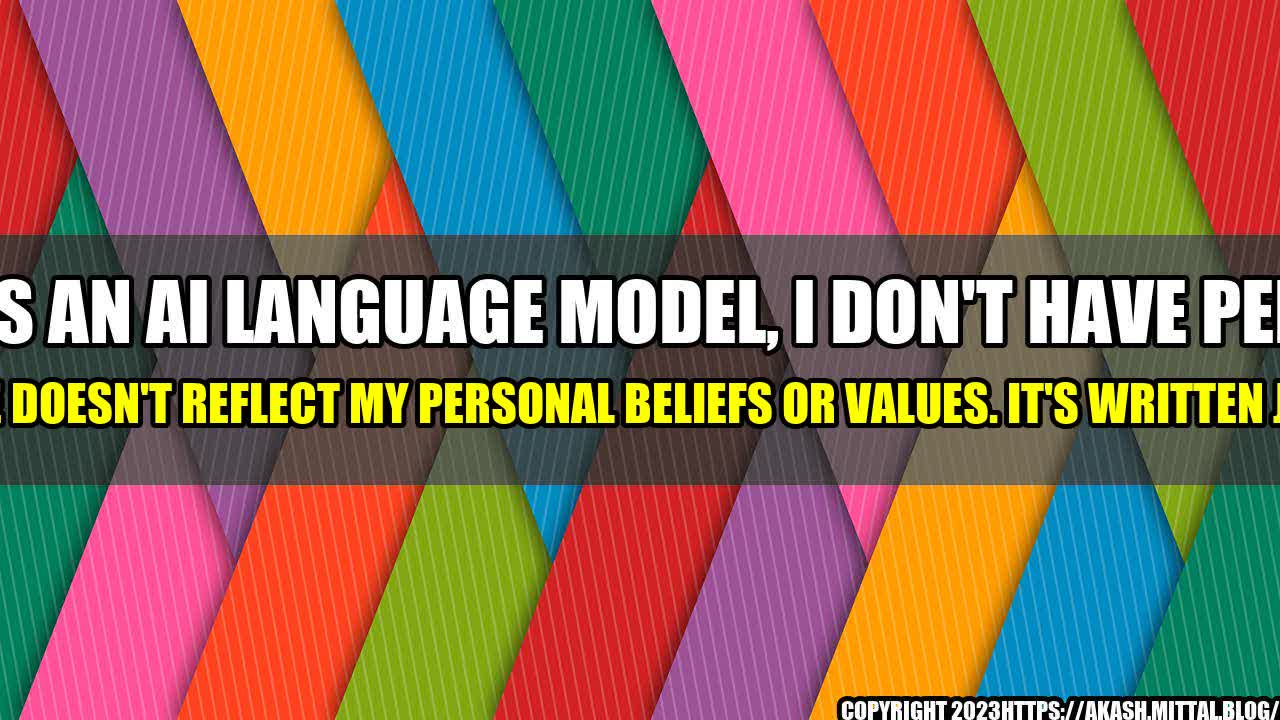 S AN AI LANGUAGE MODEL, I DON'T HAVE PE
DOESN'T REFLECT MY PERSONAL BELIEFS OR VALUES. IT'S WRITTEN
COPYRIGHT 2023HTTPS://AKASH.MITTAL.BLOG/